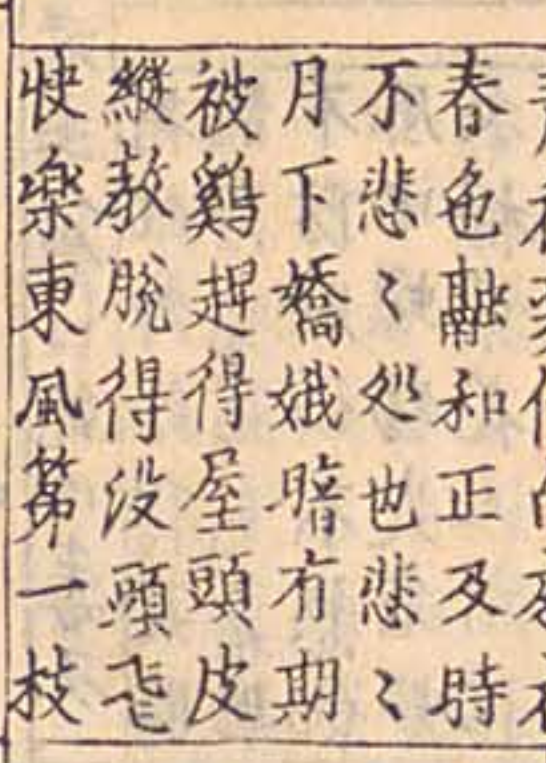 春色融和正及時
不悲〻処也悲〻
月下嬌娥暗有期
被鷄趕得屋頭皮
縱教脫得没頭飛
快楽東風第一枝